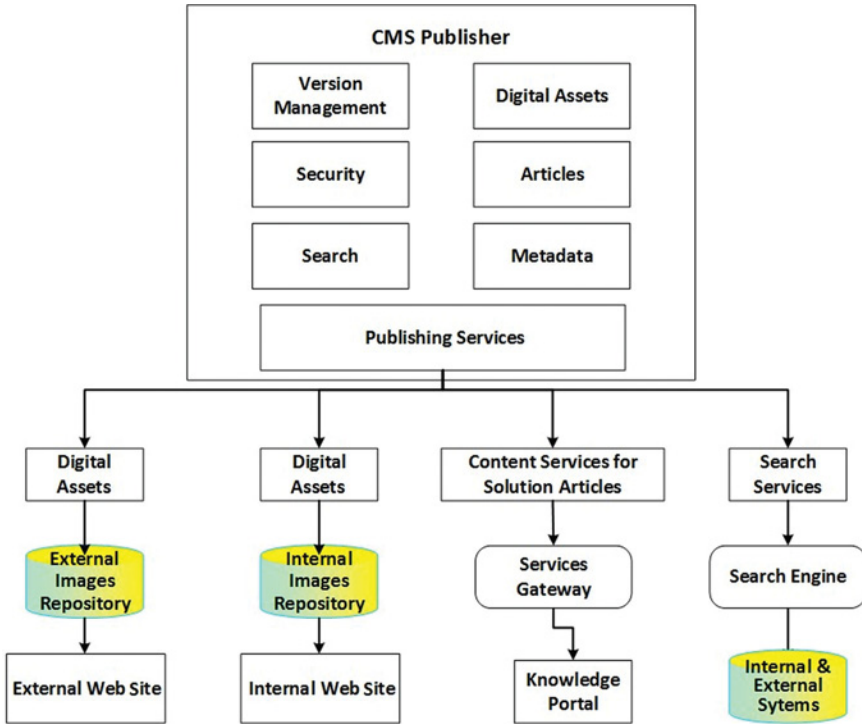 CMS Publisher
Version
Management
Digital Assets
Security
Articles
Search
Metadata
Publishing Services
Digital
Assets
Digital
Assets
Content Services for
Solution Articles
Search
Services
External
Images
Repository
Internal
Images
Repository
Services
Gateway
Search Engine
External Web Site
Internal Web Site
Knowledge
Portal
Internal &
External
Sytems